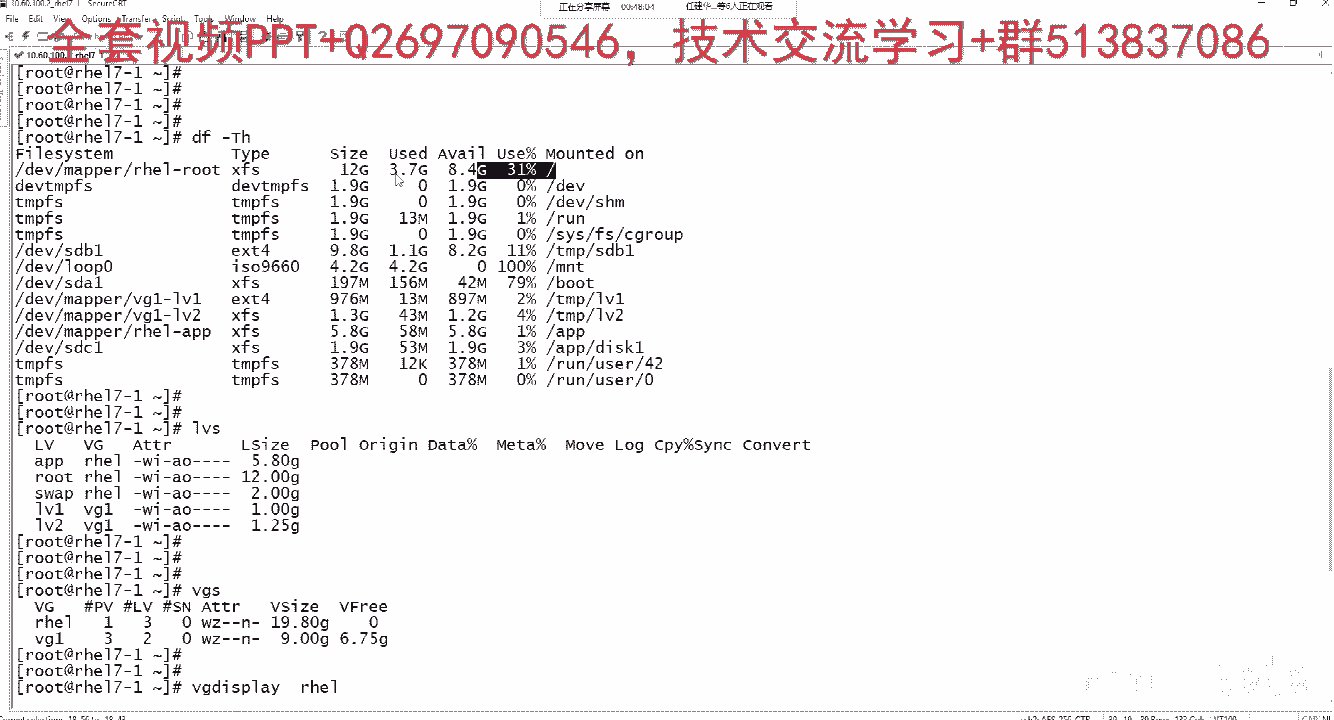 10.60.100.2_rhel7 - SecureCRT
正在分享屏幕 00:48:04
File Edit View Options Transfer Script Tools Window Help
全套视频PPT+Q2697090546，技术交流学习+群513837086
[root@rhel7-1 ~]#
[root@rhel7-1 ~]#
[root@rhel7-1 ~]#
[root@rhel7-1 ~]#
[root@rhel7-1 ~]# df -Th
Filesystem Type Size Used Avail Use% Mounted on
/dev/mapper/rhel-root xfs 12G 3.7G 8.4G 31% /
devtmpfs devtmpfs 1.9G 0 1.9G 0% /dev
tmpfs tmpfs 1.9G 0 1.9G 0% /dev/shm
tmpfs tmpfs 1.9G 13M 1.9G 1% /run
tmpfs tmpfs 1.9G 0 1.9G 0% /sys/fs/cgroup
/dev/sdb1 ext4 9.8G 1.1G 8.2G 11% /tmp/sdb1
/dev/loop0 iso9660 4.2G 4.2G 0 100% /mnt
/dev/sda1 xfs 197M 156M 42M 79% /boot
/dev/mapper/vg1-lv1 ext4 976M 13M 897M 2% /tmp/lv1
/dev/mapper/vg1-lv2 xfs 1.3G 43M 1.2G 4% /tmp/lv2
/dev/mapper/rhel-app xfs 5.8G 58M 5.8G 1% /app
/dev/sdc1 xfs 1.9G 53M 1.9G 3% /app/disk1
tmpfs tmpfs 378M 12K 378M 1% /run/user/42
tmpfs tmpfs 378M 0 378M 0% /run/user/0
[root@rhel7-1 ~]#
[root@rhel7-1 ~]#
[root@rhel7-1 ~]# lvs
LV VG Attr LSize Pool Origin Data% Meta% Move Log Cpy%Sync Convert
app rhel -wi-ao---- 5.80g
root rhel -wi-ao---- 12.00g
swap rhel -wi-ao---- 2.00g
lv1 vg1 -wi-ao---- 1.00g
lv2 vg1 -wi-ao---- 1.25g
[root@rhel7-1 ~]#
[root@rhel7-1 ~]#
[root@rhel7-1 ~]#
[root@rhel7-1 ~]# vgs
VG #PV #LV #SN Attr VSize VFree
rhel 1 3 0 wz--n- 19.80g 0
vg1 3 2 0 wz--n- 9.00g 6.75g
[root@rhel7-1 ~]#
[root@rhel7-1 ~]#
[root@rhel7-1 ~]# vgdisplay rhel